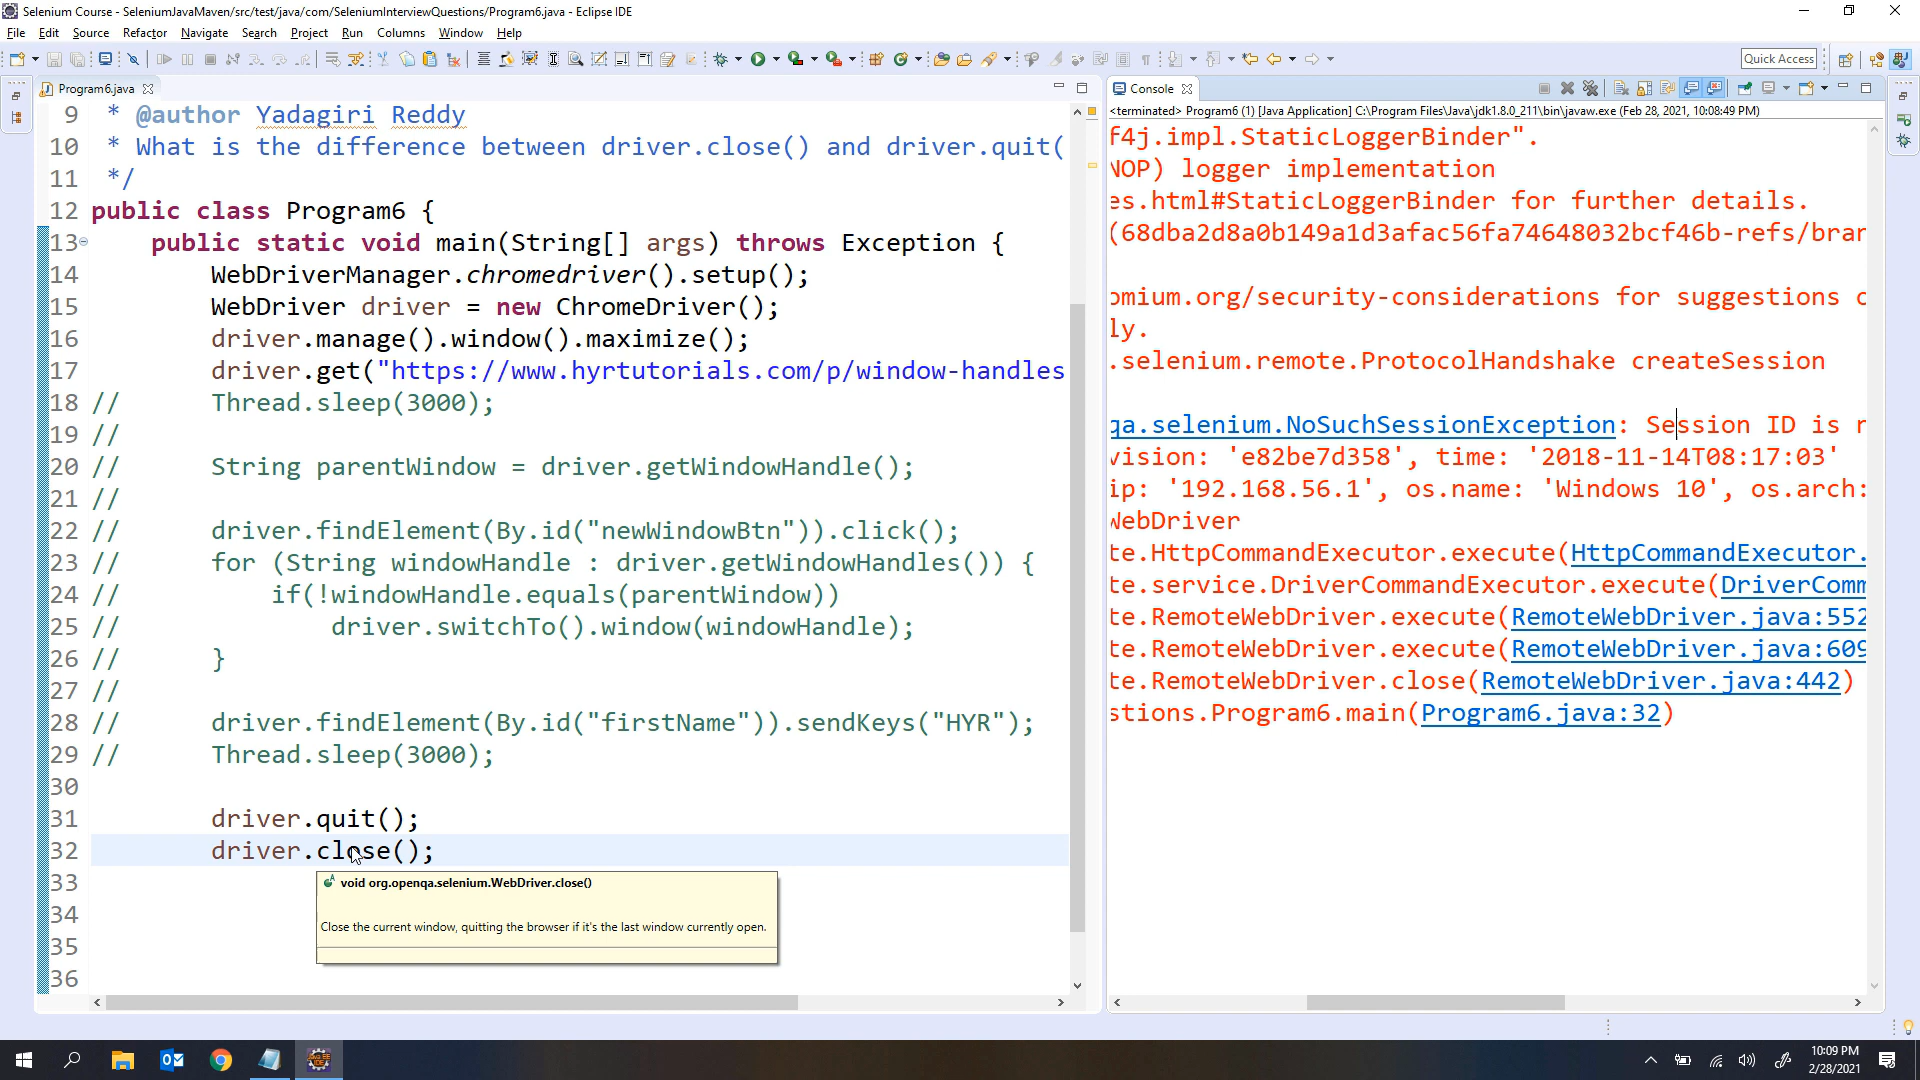 Selenium Course - SeleniumJavaMaven/src/test/java/com/SeleniumInterviewQuestions/Program6.java - Eclipse IDE
File Edit Source Refactor Navigate Search Project Run Columns Window Help
Quick Access
Program6.java
9 * @author Yadagiri Reddy
10 * What is the difference between driver.close() and driver.quit(
11 */
12 public class Program6 {
13 public static void main(String[] args) throws Exception {
14 WebDriverManager.chromedriver().setup();
15 WebDriver driver = new ChromeDriver();
16 driver.manage().window().maximize();
17 driver.get("https://www.hyrtutorials.com/p/window-handles
18 // Thread.sleep(3000);
19 //
20 // String parentWindow = driver.getWindowHandle();
21 //
22 // driver.findElement(By.id("newWindowBtn")).click();
23 // for (String windowHandle : driver.getWindowHandles()) {
24 // if(!windowHandle.equals(parentWindow))
25 // driver.switchTo().window(windowHandle);
26 // }
27 //
28 // driver.findElement(By.id("firstName")).sendKeys("HYR");
29 // Thread.sleep(3000);
30
31 driver.quit();
32 driver.close();
33
34
35
36
void org.openqa.selenium.WebDriver.close()
Close the current window, quitting the browser if it's the last window currently open.
Console
<terminated> Program6 (1) [Java Application] C:\Program Files\Java\jdk1.8.0_211\bin\javaw.exe (Feb 28, 2021, 10:08:49 PM)
f4j.impl.StaticLoggerBinder".
NOP) logger implementation
es.html#StaticLoggerBinder for further details.
(68dba2d8a0b149a1d3afac56fa74648032bcf46b-refs/bran
omium.org/security-considerations for suggestions o
ly.
.selenium.remote.ProtocolHandshake createSession
qa.selenium.NoSuchSessionException: Session ID is n
vision: 'e82be7d358', time: '2018-11-14T08:17:03'
ip: '192.168.56.1', os.name: 'Windows 10', os.arch:
WebDriver
te.HttpCommandExecutor.execute(HttpCommandExecutor.
te.service.DriverCommandExecutor.execute(DriverComm
te.RemoteWebDriver.execute(RemoteWebDriver.java:552
te.RemoteWebDriver.execute(RemoteWebDriver.java:609
te.RemoteWebDriver.close(RemoteWebDriver.java:442)
stions.Program6.main(Program6.java:32)
10:09 PM
2/28/2021